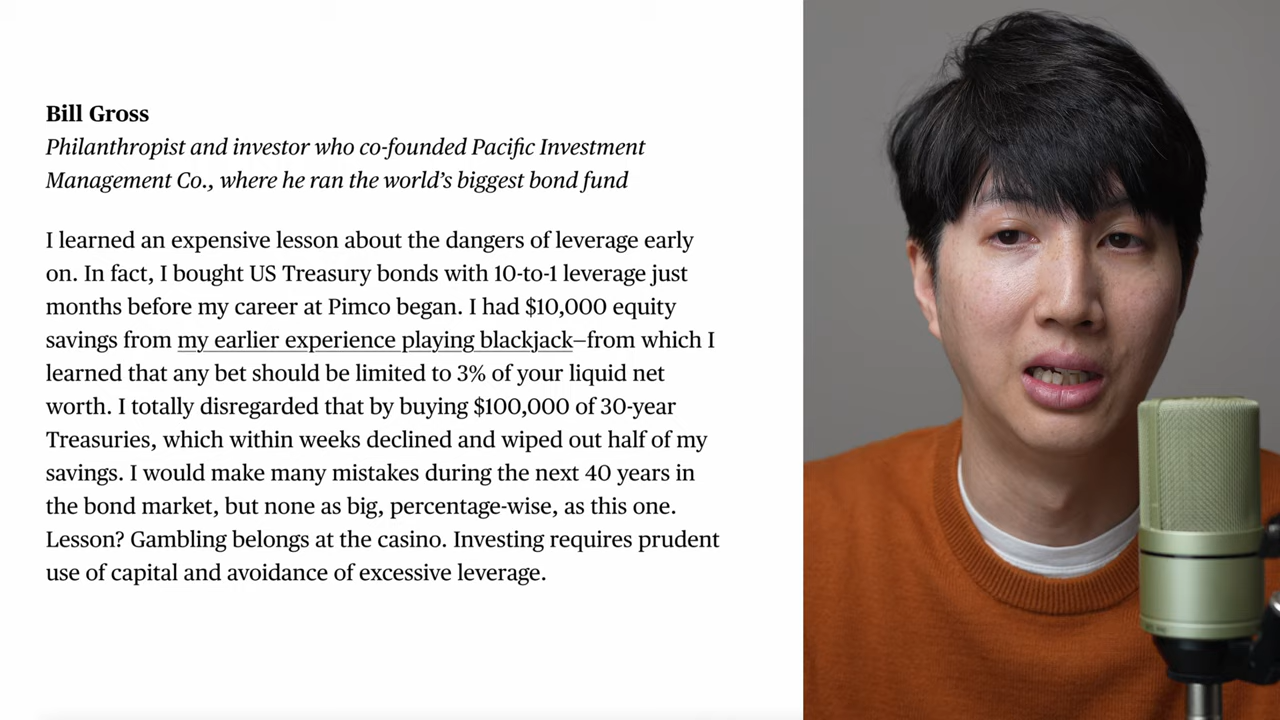 Bill Gross
Philanthropist and investor who co-founded Pacific Investment
Management Co., where he ran the world's biggest bond fund
I learned an expensive lesson about the dangers of leverage early
on. In fact, I bought US Treasury bonds with 10-to-1 leverage just
months before my career at Pimco began. I had $10,000 equity
savings from my earlier experience playing blackjack—from which I
learned that any bet should be limited to 3% of your liquid net
worth. I totally disregarded that by buying $100,000 of 30-year
Treasuries, which within weeks declined and wiped out half of my
savings. I would make many mistakes during the next 40 years in
the bond market, but none as big, percentage-wise, as this one.
Lesson? Gambling belongs at the casino. Investing requires prudent
use of capital and avoidance of excessive leverage.